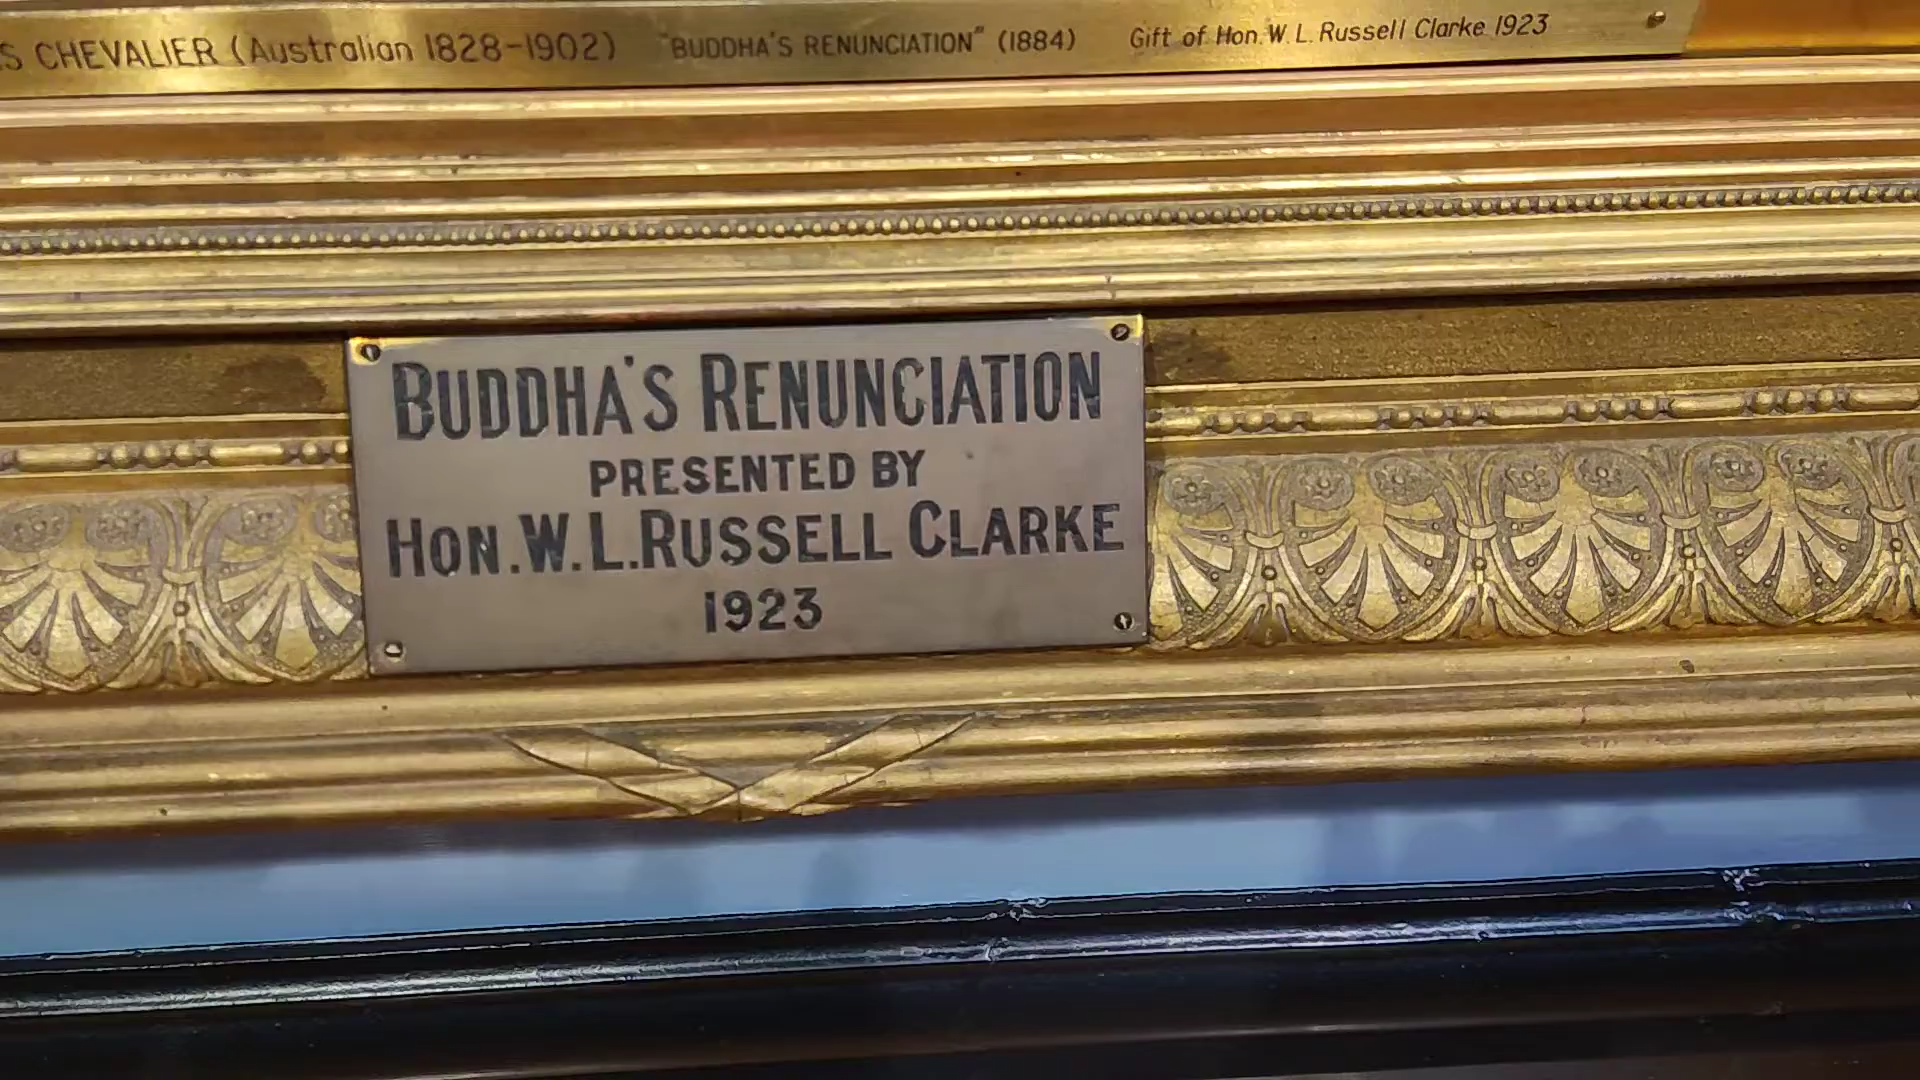 S CHEVALIER (Australian 1828-1902) "BUDDHA'S RENUNCIATION" (1884) Gift of Hon. W. L. Russell Clarke 1923
BUDDHA'S RENUNCIATION
PRESENTED BY
HON. W. L. RUSSELL CLARKE
1923